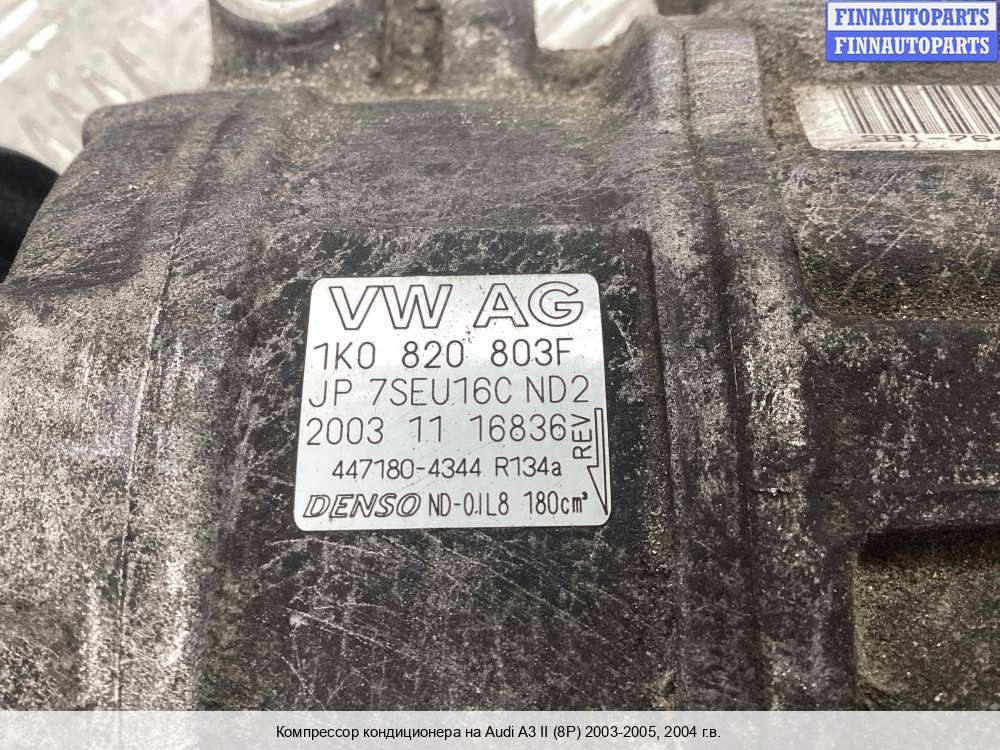 FINNAUTOPARTS
FINNAUTOPARTS
VW AG
1K0 820 803F
JP 7SEU16C ND2
2003 11 16836
REV
447180-4344 R134a
DENSO ND-OIL8 180cm³
Компрессор кондиционера на Audi A3 II (8P) 2003-2005, 2004 г.в.